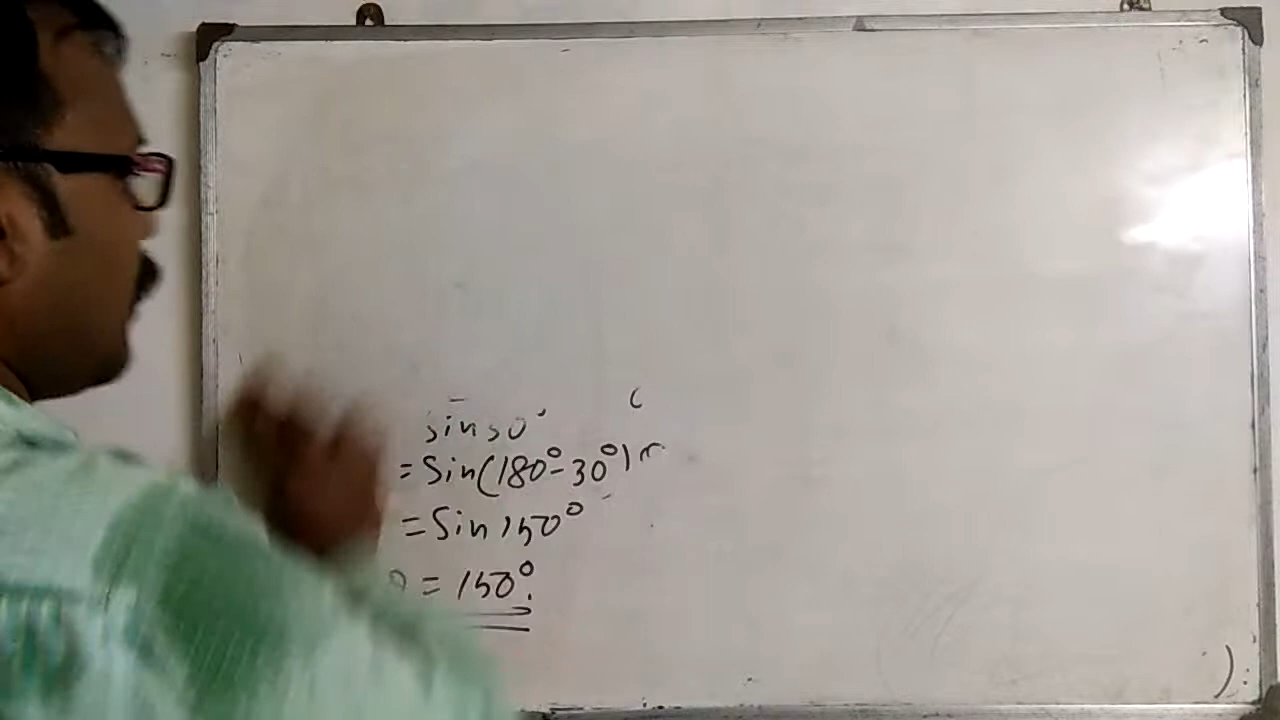 sin30°
=Sin(180°-30°)
=Sin150°
θ = 150°.